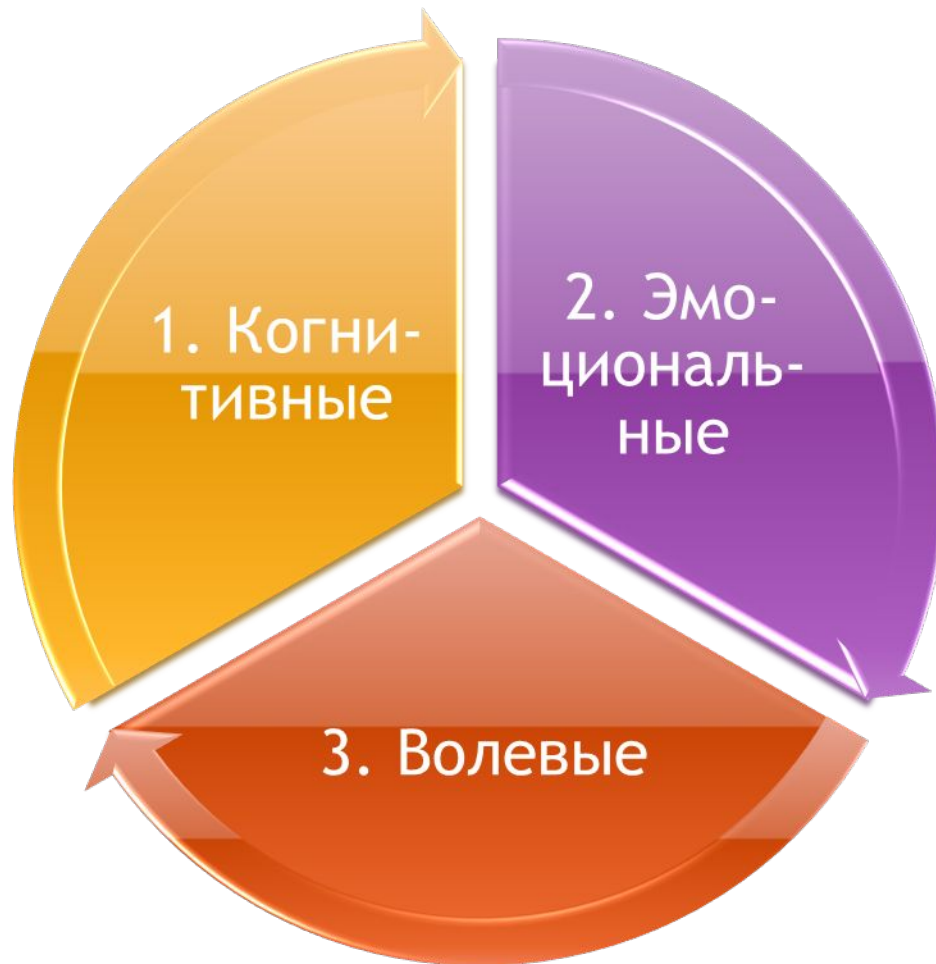 1. Когни-
тивные
2. Эмо-
циональ-
ные
3. Волевые